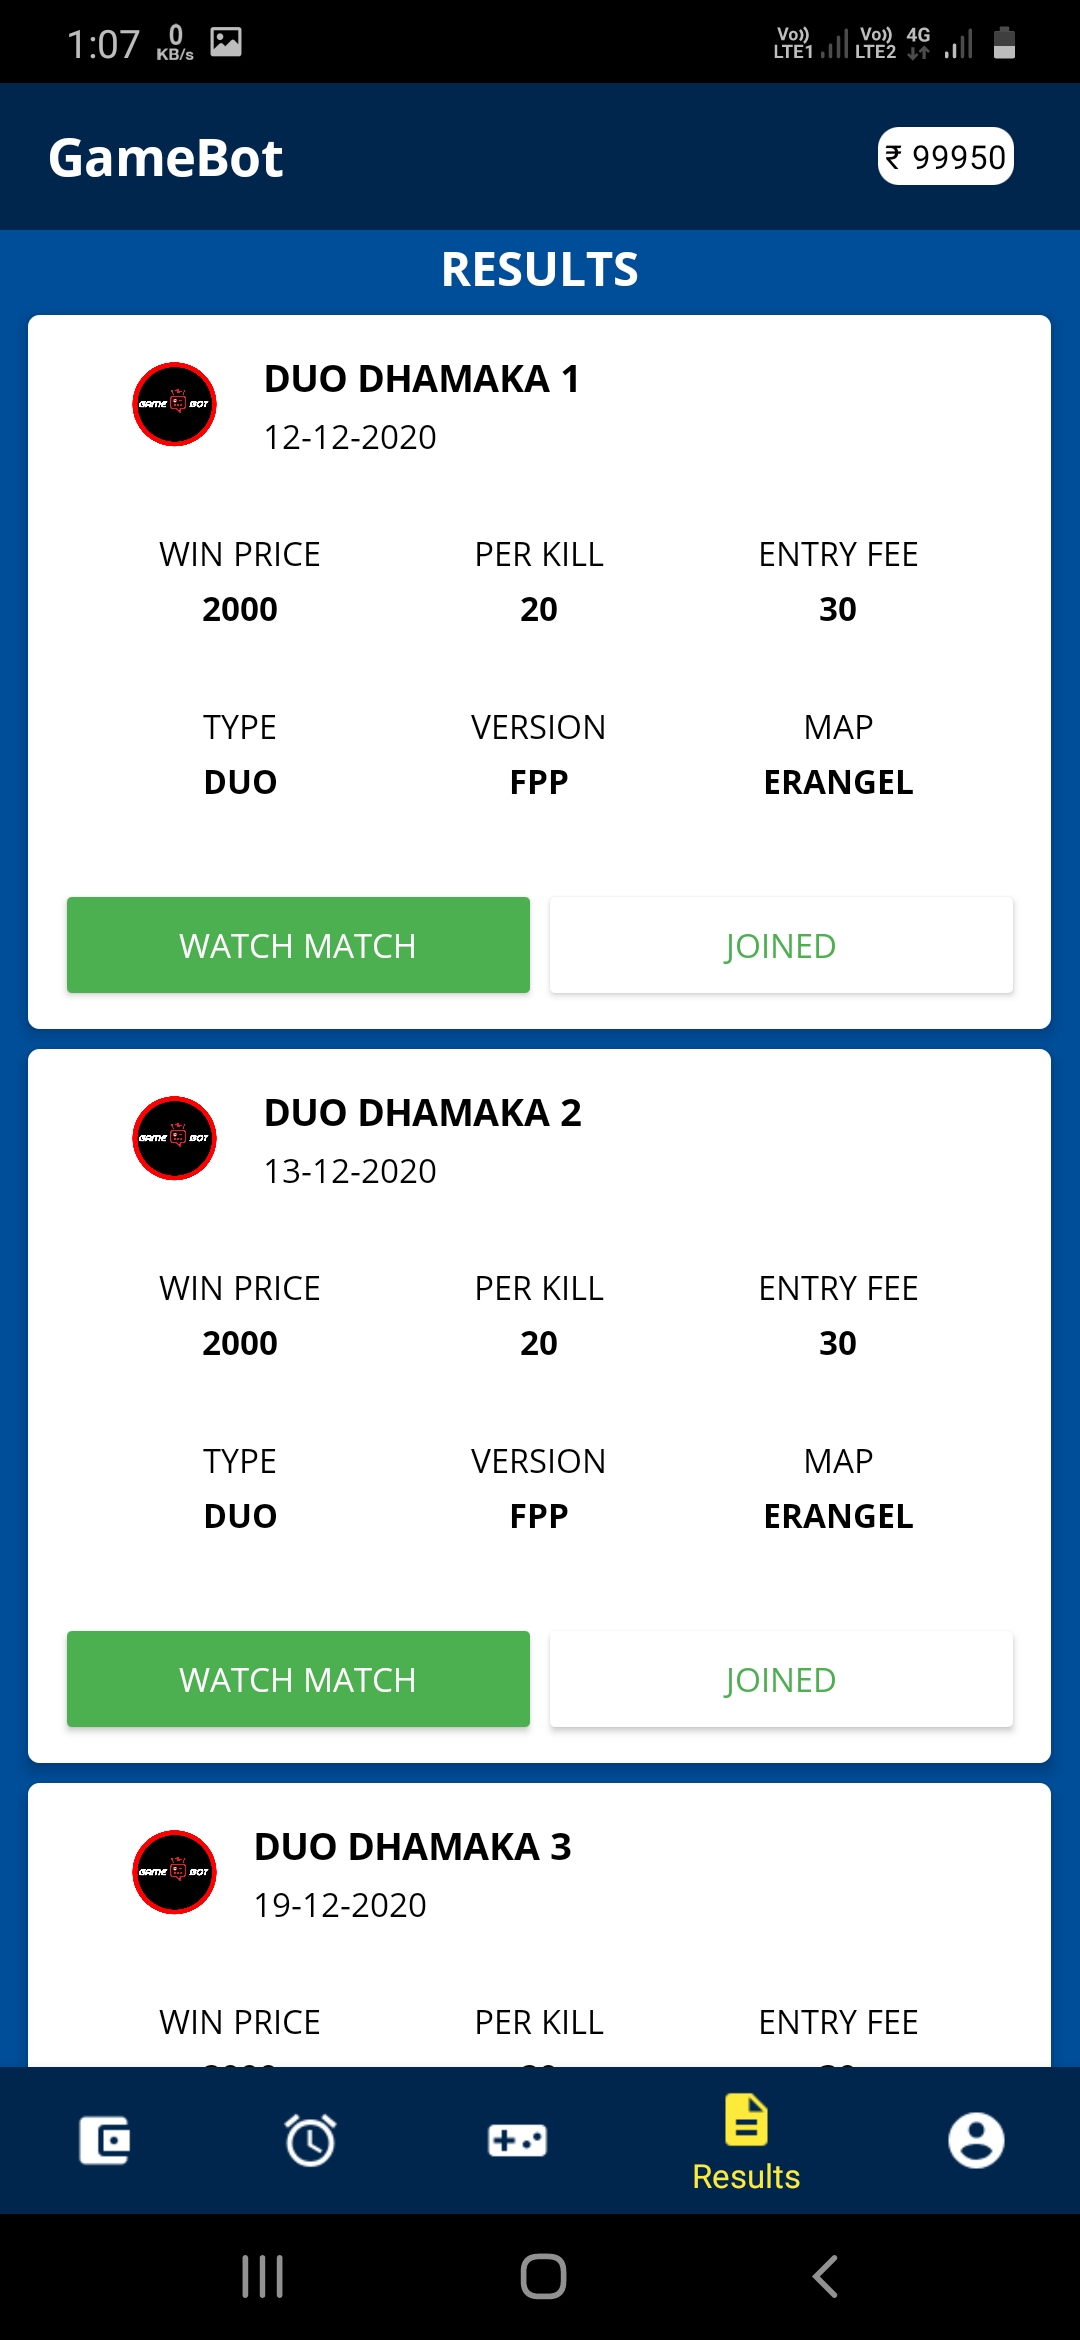 1:07 0 KB/s Vo)) LTE1 Vo)) LTE2 4G
GameBot ₹ 99950
RESULTS
GAME BOT
DUO DHAMAKA 1
12-12-2020
WIN PRICE PER KILL ENTRY FEE
2000 20 30
TYPE VERSION MAP
DUO FPP ERANGEL
WATCH MATCH JOINED
GAME BOT
DUO DHAMAKA 2
13-12-2020
WIN PRICE PER KILL ENTRY FEE
2000 20 30
TYPE VERSION MAP
DUO FPP ERANGEL
WATCH MATCH JOINED
GAME BOT
DUO DHAMAKA 3
19-12-2020
WIN PRICE PER KILL ENTRY FEE
Results